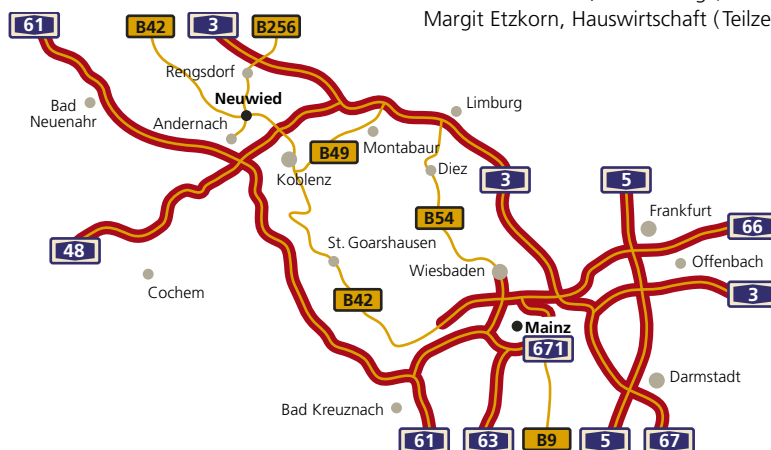 Margit Etzkorn, Hauswirtschaft (Teilze
61
B42
3
B256
Rengsdorf
Bad
Neuenahr
Neuwied
Andernach
Limburg
B49
Montabaur
Koblenz
Diez
3
5
B54
Frankfurt
66
48
St. Goarshausen
Wiesbaden
Offenbach
Cochem
B42
3
Mainz
671
Darmstadt
Bad Kreuznach
61
63
B9
5
67